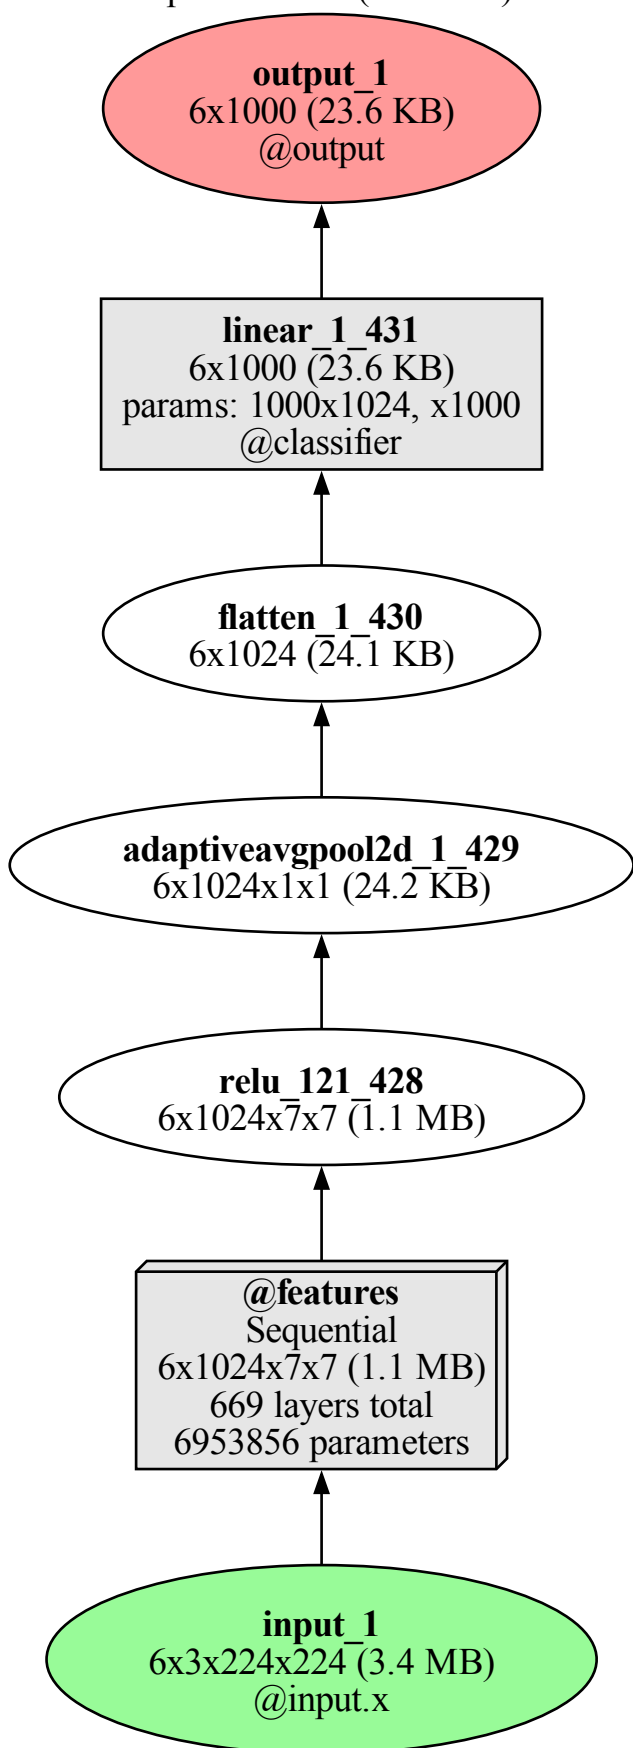 output_1
6x1000 (23.6 KB)
@output
linear_1_431
6x1000 (23.6 KB)
params: 1000x1024, x1000
@classifier
flatten_1_430
6x1024 (24.1 KB)
adaptiveavgpool2d_1_429
6x1024x1x1 (24.2 KB)
relu_121_428
6x1024x7x7 (1.1 MB)
@features
Sequential
6x1024x7x7 (1.1 MB)
669 layers total
6953856 parameters
input_1
6x3x224x224 (3.4 MB)
@input.x